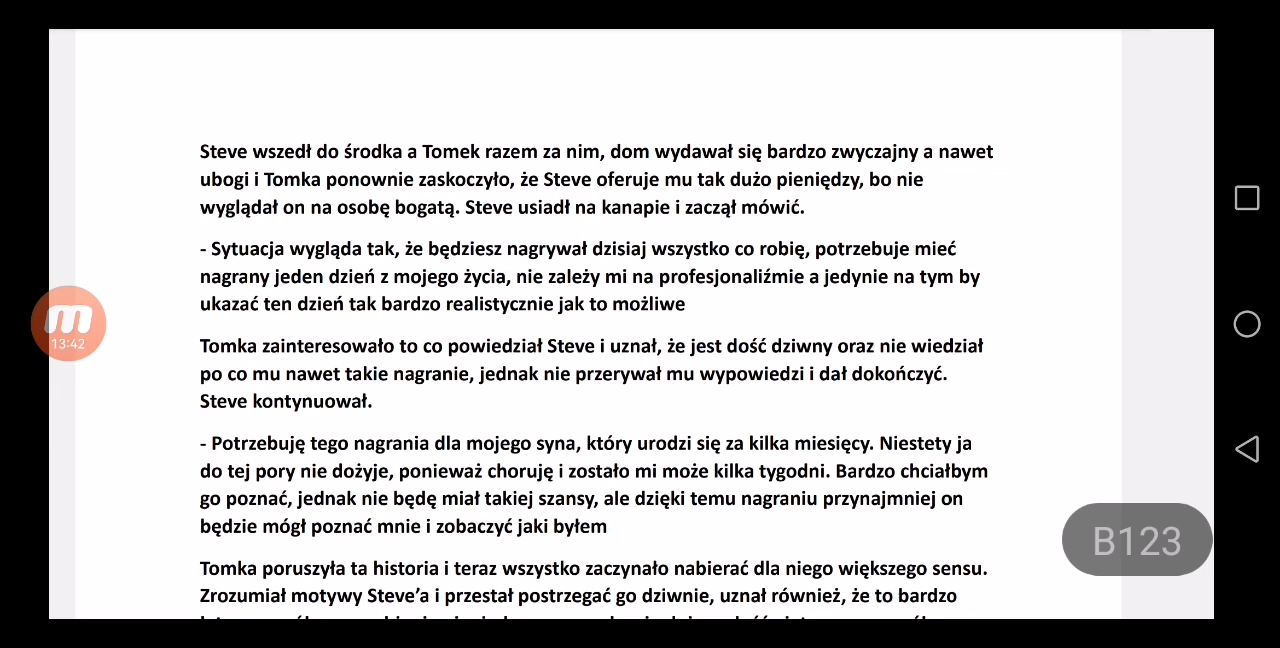 Steve wszedł do środka a Tomek razem za nim, dom wydawał się bardzo zwyczajny a nawet
ubogi i Tomka ponownie zaskoczyło, że Steve oferuje mu tak dużo pieniędzy, bo nie
wyglądał on na osobę bogatą. Steve usiadł na kanapie i zaczął mówić.
- Sytuacja wygląda tak, że będziesz nagrywał dzisiaj wszystko co robię, potrzebuje mieć
nagrany jeden dzień z mojego życia, nie zależy mi na profesjonaliźmie a jedynie na tym by
ukazać ten dzień tak bardzo realistycznie jak to możliwe
m
13:42
Tomka zainteresowało to co powiedział Steve i uznał, że jest dość dziwny oraz nie wiedział
po co mu nawet takie nagranie, jednak nie przerywał mu wypowiedzi i dał dokończyć.
Steve kontynuował.
- Potrzebuję tego nagrania dla mojego syna, który urodzi się za kilka miesięcy. Niestety ja
do tej pory nie dożyje, ponieważ choruję i zostało mi może kilka tygodni. Bardzo chciałbym
go poznać, jednak nie będę miał takiej szansy, ale dzięki temu nagraniu przynajmniej on
będzie mógł poznać mnie i zobaczyć jaki byłem
B123
Tomka poruszyła ta historia i teraz wszystko zaczynało nabierać dla niego większego sensu.
Zrozumiał motywy Steve’a i przestał postrzegać go dziwnie, uznał również, że to bardzo